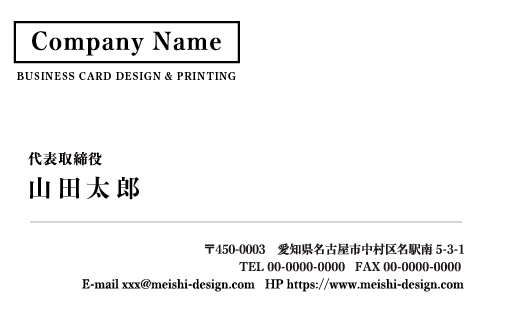 Company Name
BUSINESS CARD DESIGN & PRINTING
代表取締役
山田太郎
〒450-0003　愛知県名古屋市中村区名駅南 5-3-1
TEL 00-0000-0000　FAX 00-0000-0000
E-mail xxx@meishi-design.com　HP https://www.meishi-design.com